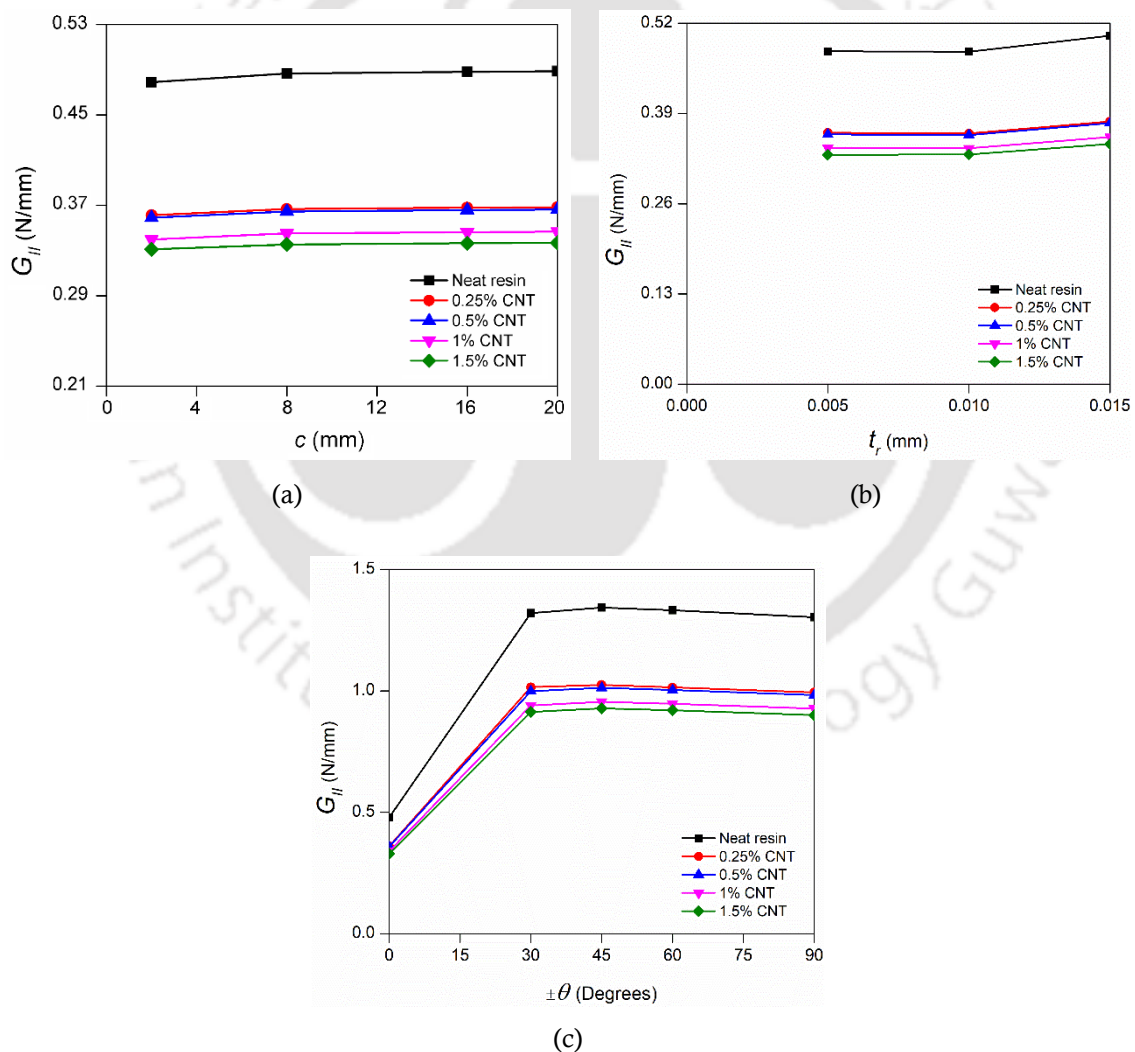 0.53
0.45
0.37
0.29
0.21
G_II (N/mm)
0 4 8 12 16 20
c (mm)
Neat resin
0.25% CNT
0.5% CNT
1% CNT
1.5% CNT
(a)
0.52
0.39
0.26
0.13
0.00
G_II (N/mm)
0.000 0.005 0.010 0.015
t_r (mm)
Neat resin
0.25% CNT
0.5% CNT
1% CNT
1.5% CNT
(b)
1.5
1.0
0.5
0.0
G_II (N/mm)
0 15 30 45 60 75 90
±θ (Degrees)
Neat resin
0.25% CNT
0.5% CNT
1% CNT
1.5% CNT
(c)